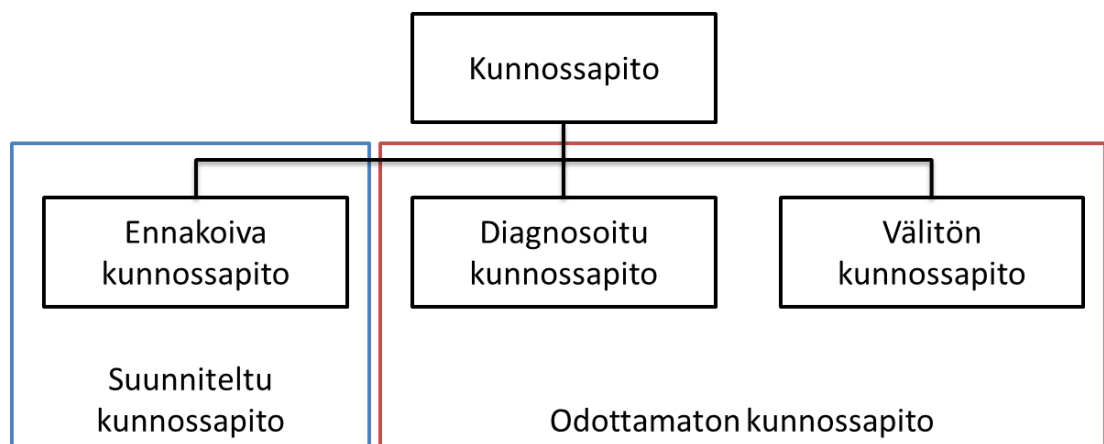 Kunnossapito
Ennakoiva
kunnossapito
Diagnosoitu
kunnossapito
Välitön
kunnossapito
Suunniteltu
kunnossapito
Odottamaton kunnossapito